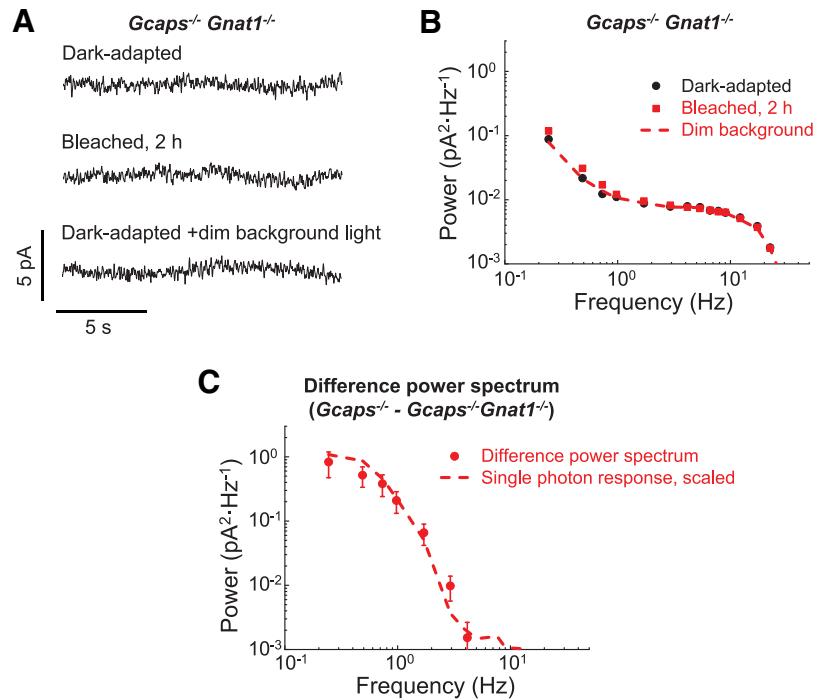 A
Gcaps-/- Gnat1-/-
Dark-adapted
Bleached, 2 h
Dark-adapted +dim background light
5 pA
5 s
B
Gcaps-/- Gnat1-/-
10^0
10^-1
10^-2
10^-3
Power (pA^2·Hz^-1)
Dark-adapted
Bleached, 2 h
Dim background
10^-1
10^0
10^1
Frequency (Hz)
C
Difference power spectrum
(Gcaps-/- - Gcaps-/-Gnat1-/-)
10^0
10^-1
10^-2
10^-3
Power (pA^2·Hz^-1)
Difference power spectrum
Single photon response, scaled
10^-1
10^0
10^1
Frequency (Hz)